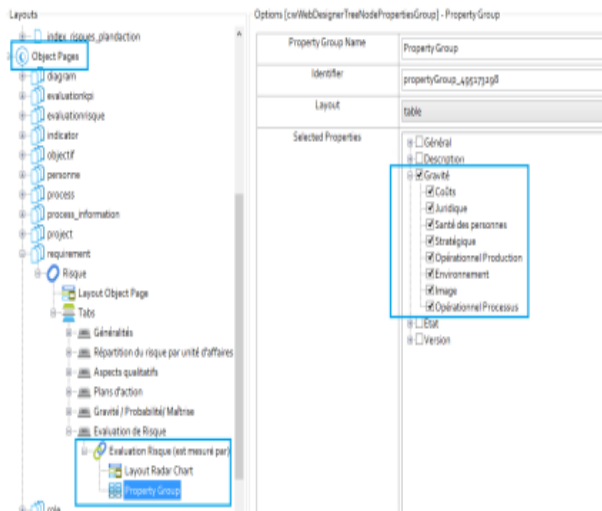 Layouts
index_risques_plandaction
Object Pages
diagram
evaluationkpi
evaluationrisque
indicator
objectif
personne
process
process_information
project
requirement
Risque
Layout Object Page
Tabs
Généralités
Répartition du risque par unité d'affaires
Aspects qualitatifs
Plans d'action
Gravité / Probabilité/ Maîtrise
Evaluation de Risque
Evaluation Risque (est mesuré par)
Layout Radar Chart
Property Group
role
Options [cwWebDesignerTreeNodePropertiesGroup] - Property Group
Property Group Name
Property Group
Identifier
propertyGroup_495173298
Layout
table
Selected Properties
Général
Description
Gravité
Coûts
Juridique
Santé des personnes
Stratégique
Opérationnel Production
Environnement
Image
Opérationnel Processus
Etat
Version